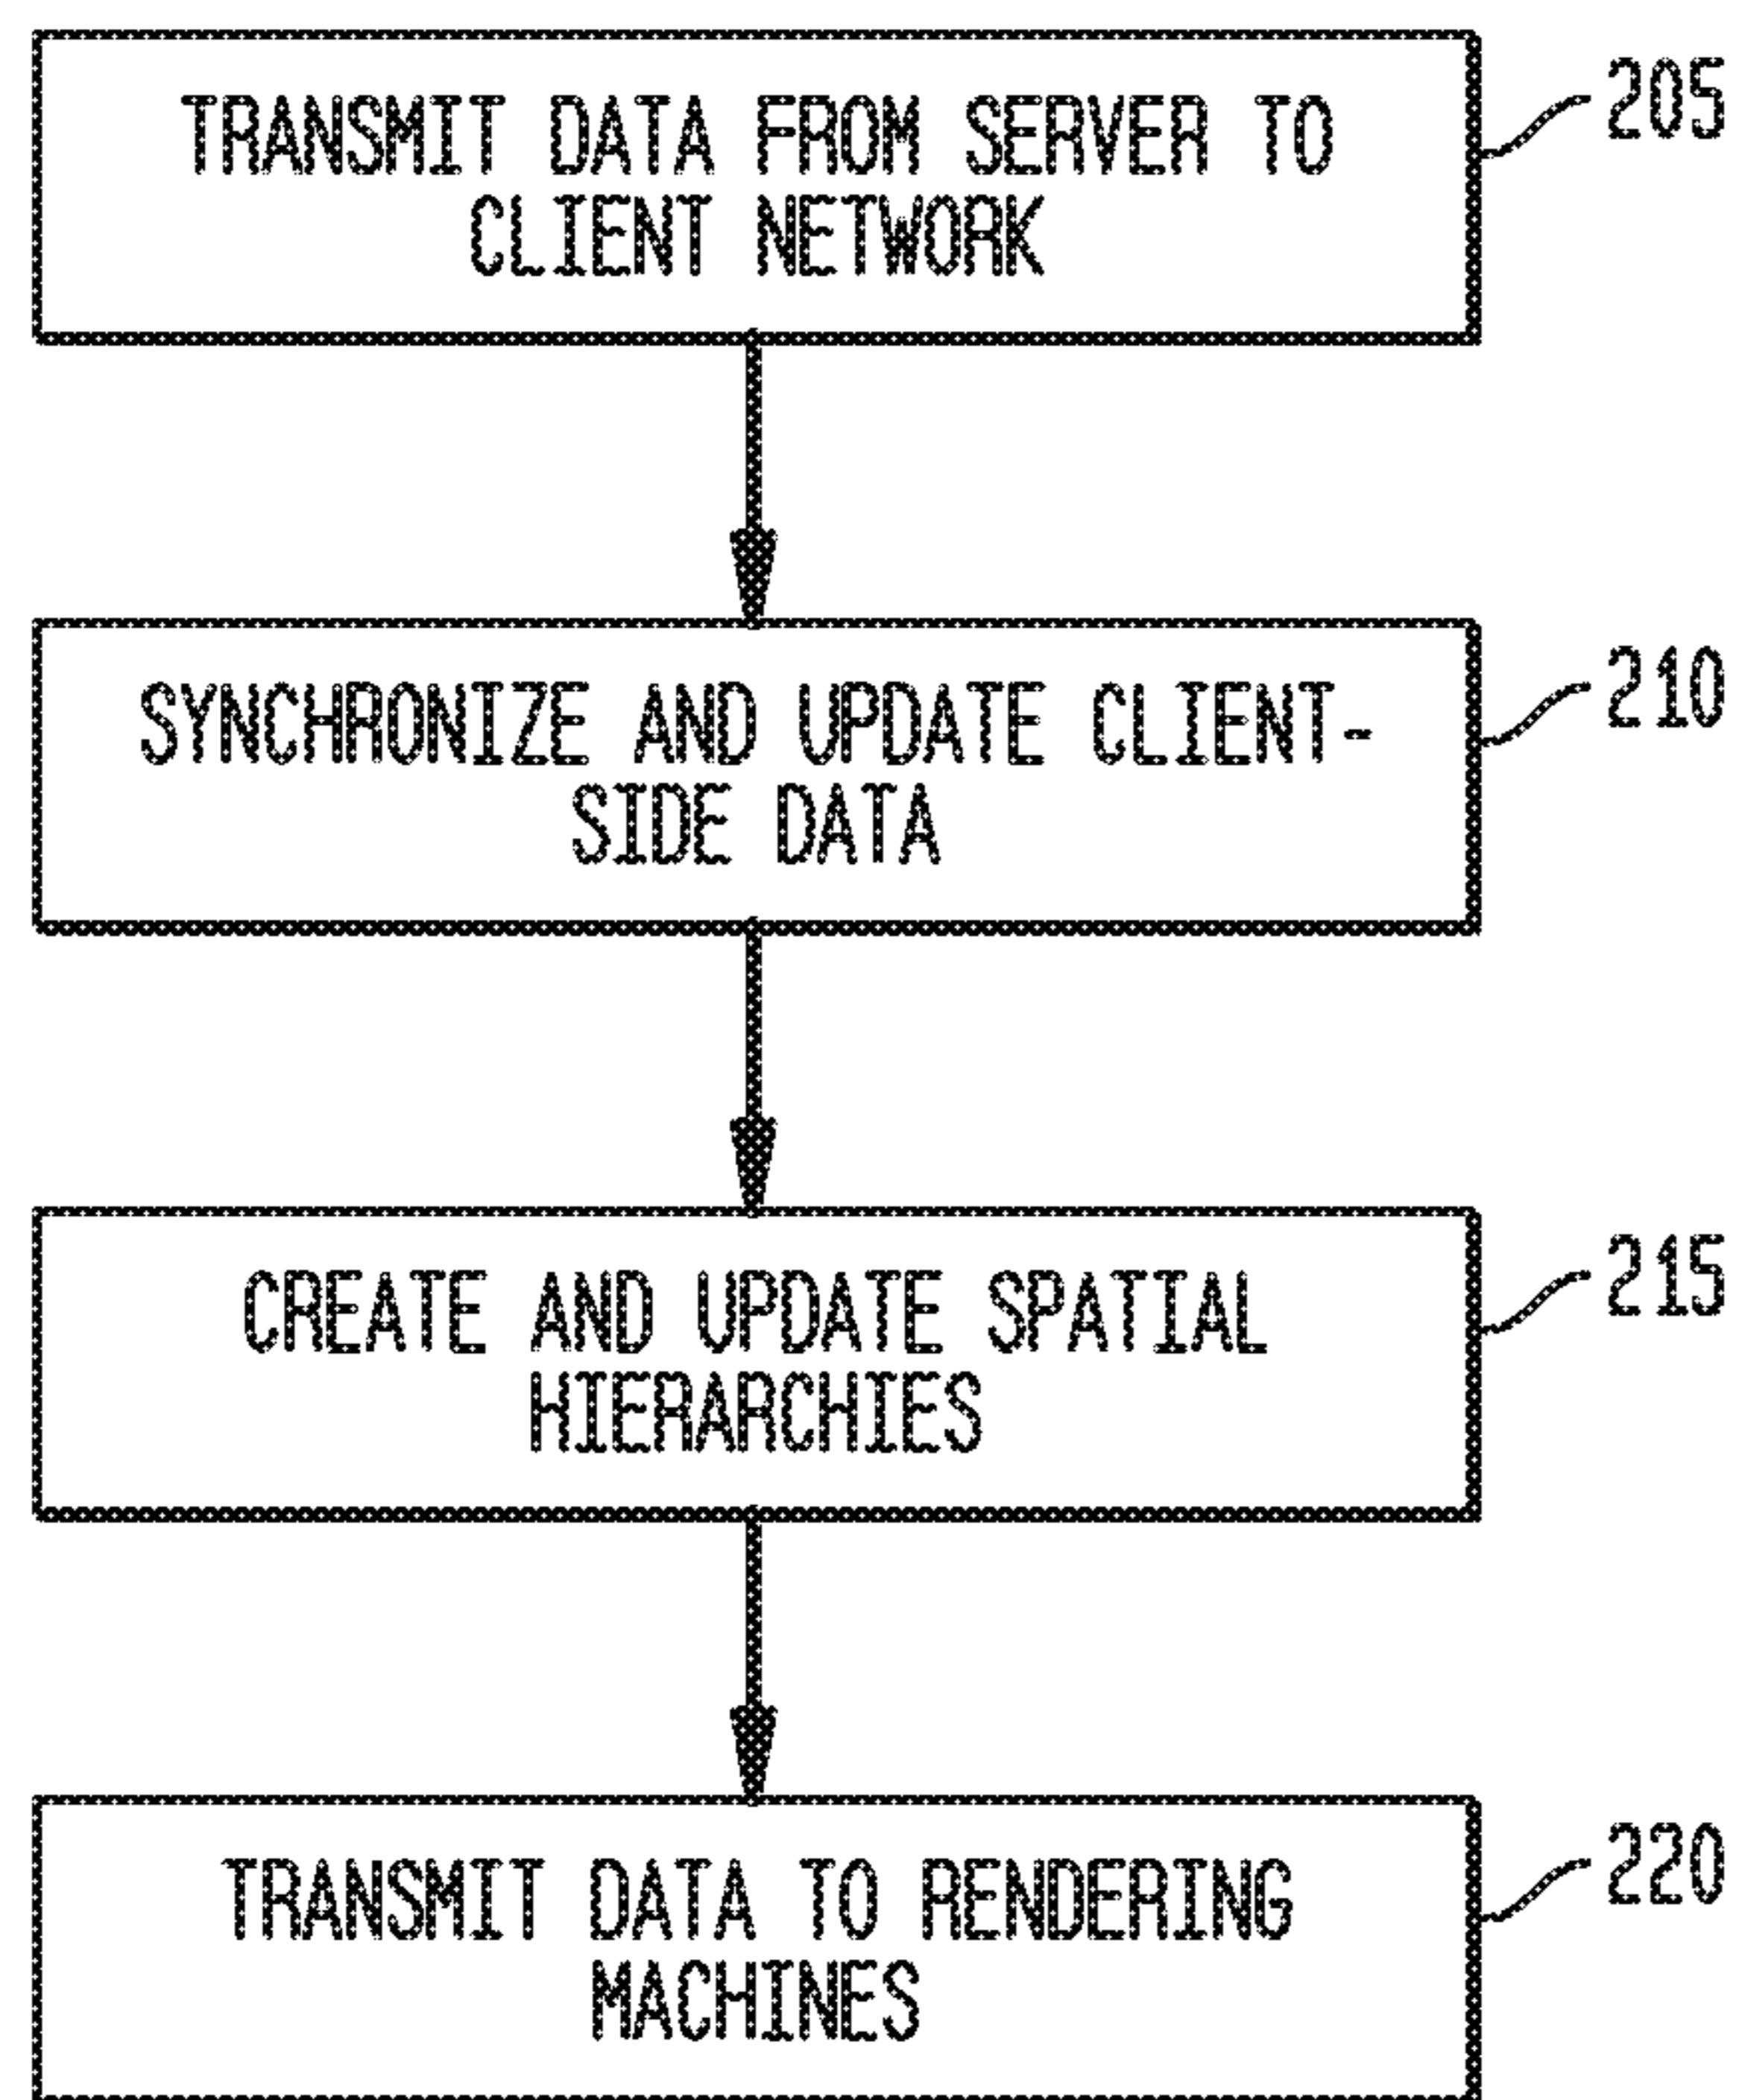 TRANSMIT DATA FROM SERVER TO
CLIENT NETWORK
205
SYNCHRONIZE AND UPDATE CLIENT-
SIDE DATA
210
CREATE AND UPDATE SPATIAL
HIERARCHIES
215
TRANSMIT DATA TO RENDERING
MACHINES
220